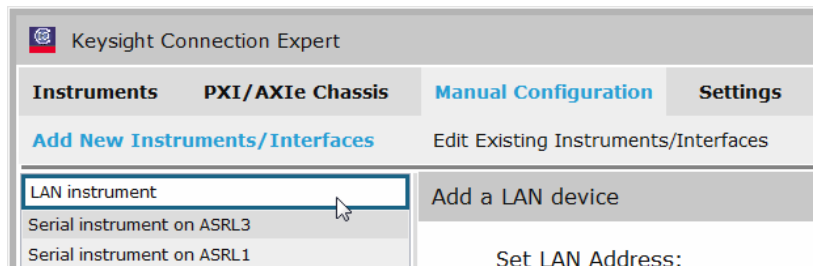 Keysight Connection Expert
Instruments PXI/AXIe Chassis Manual Configuration Settings
Add New Instruments/Interfaces Edit Existing Instruments/Interfaces
LAN instrument
Serial instrument on ASRL3
Serial instrument on ASRL1
Add a LAN device
Set LAN Address: